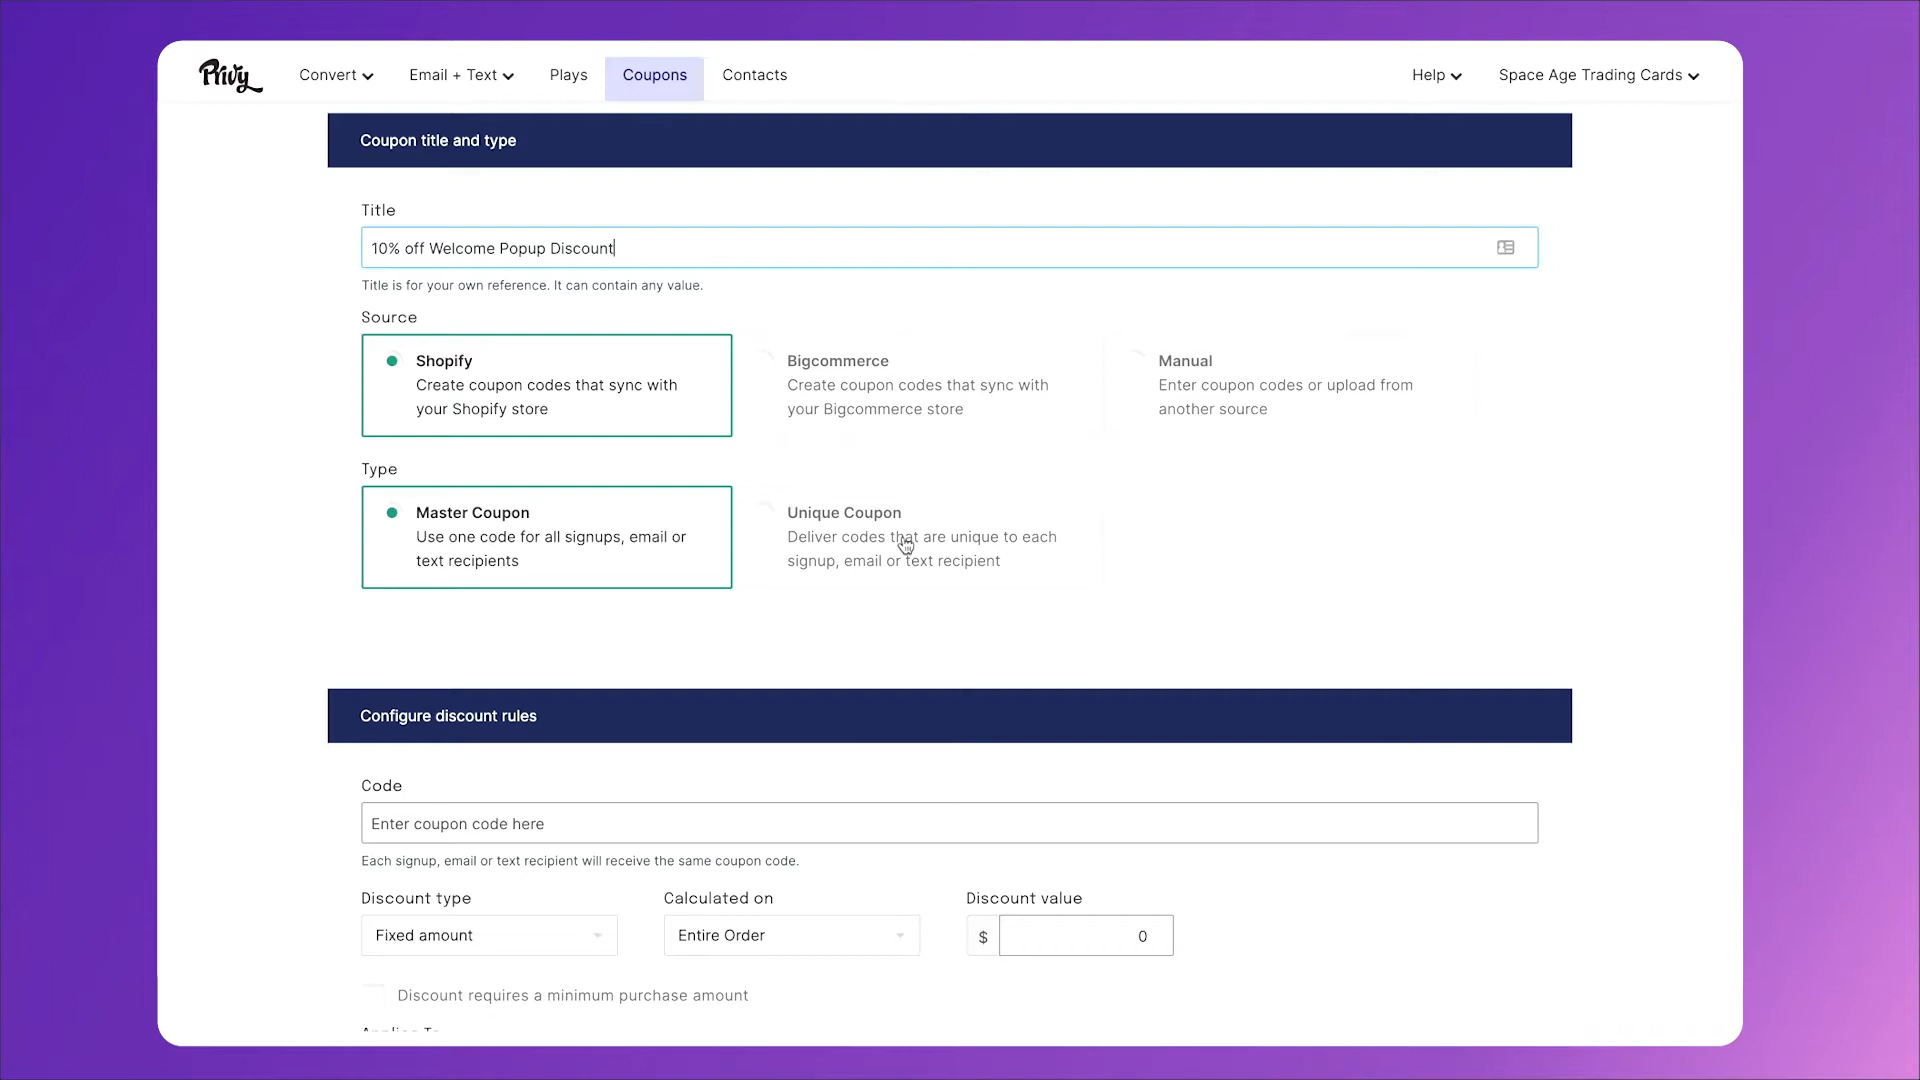 Privy
Convert
Email + Text
Plays
Coupons
Contacts
Help
Space Age Trading Cards
Coupon title and type
Title
10% off Welcome Popup Discount
Title is for your own reference. It can contain any value.
Source
Shopify
Create coupon codes that sync with
your Shopify store
Bigcommerce
Create coupon codes that sync with
your Bigcommerce store
Manual
Enter coupon codes or upload from
another source
Type
Master Coupon
Use one code for all signups, email or
text recipients
Unique Coupon
Deliver codes that are unique to each
signup, email or text recipient
Configure discount rules
Code
Enter coupon code here
Each signup, email or text recipient will receive the same coupon code.
Discount type
Calculated on
Discount value
Fixed amount
Entire Order
$ 0
Discount requires a minimum purchase amount